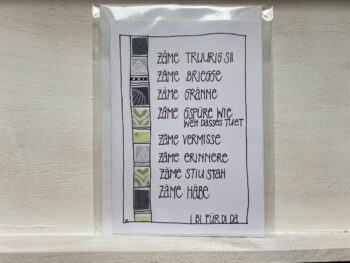 ZÄME TRUURIG SII
ZÄME BRIEGGE
ZÄME GRÄNNE
ZÄME GSPÜRE WIE
WEH DASSES TUET
ZÄME VERMISSE
ZÄME ERINNERE
ZÄME STIU STAH
ZÄME HÄBE
I BI FÜR DI DA